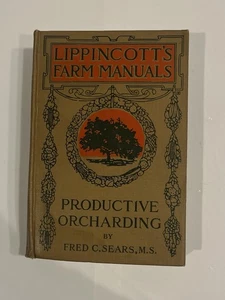 LIPPINCOTT'S
FARM MANUALS
PRODUCTIVE
ORCHARDING
BY
FRED C. SEARS, M.S.